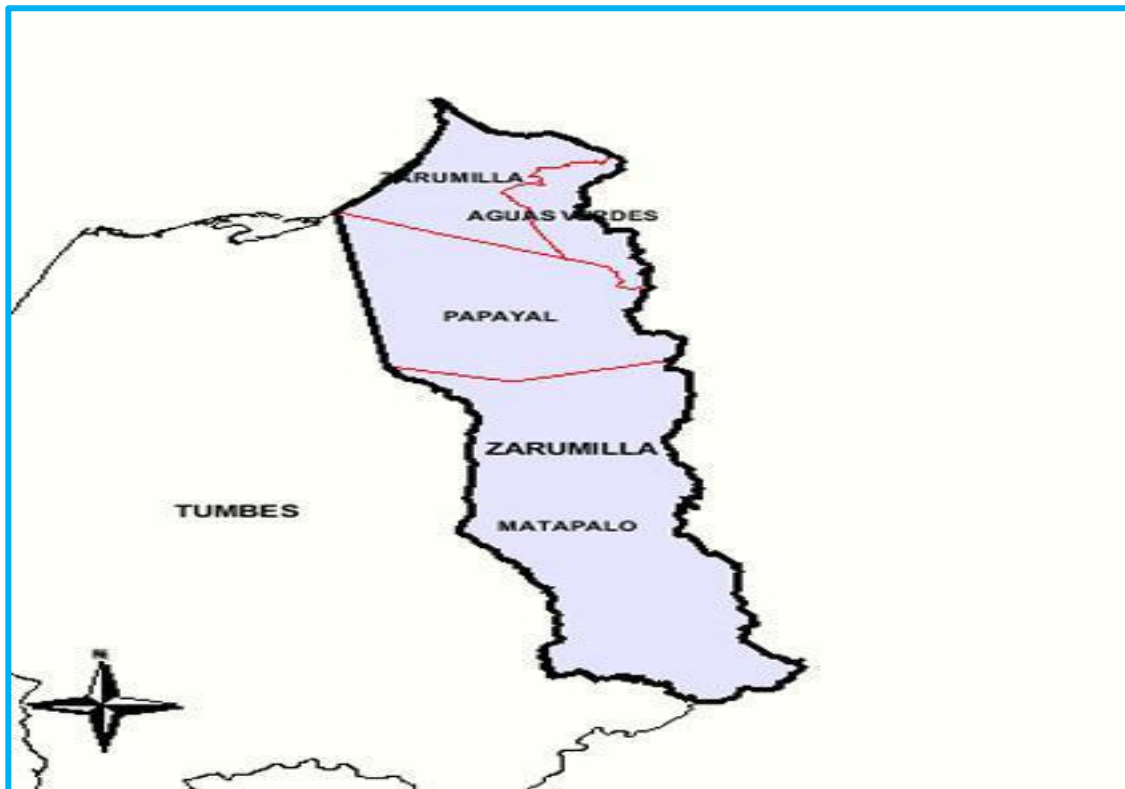 ZARUMILLA
AGUAS VERDES
PAPAYAL
ZARUMILLA
TUMBES
MATAPALO
N